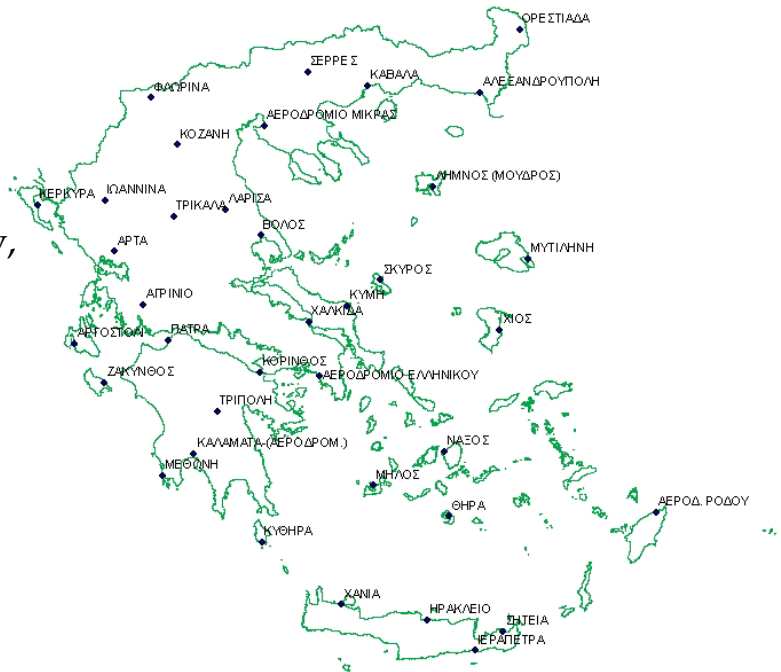 ΟΡΕΣΤΙΑΔΑ
ΣΕΡΡΕΣ
ΚΑΒΑΛΑ
ΑΛΕΞΑΝΔΡΟΥΠΟΛΗ
ΦΛΩΡΙΝΑ
ΑΕΡΟΔΡΟΜΙΟ ΜΙΚΡΑΣ
ΚΟΖΑΝΗ
ΛΗΜΝΟΣ (ΜΟΥΔΡΟΣ)
ΚΕΡΚΥΡΑ
ΙΩΑΝΝΙΝΑ
ΤΡΙΚΑΛΑ
ΛΑΡΙΣΑ
ΒΟΛΟΣ
ΑΡΤΑ
ΜΥΤΙΛΗΝΗ
ΣΚΥΡΟΣ
ΑΓΡΙΝΙΟ
ΚΥΜΗ
ΧΑΛΚΙΔΑ
ΧΙΟΣ
ΑΡΓΟΣΤΟΛΙ
ΠΑΤΡΑ
ΚΟΡΙΝΘΟΣ
ΖΑΚΥΝΘΟΣ
ΑΕΡΟΔΡΟΜΙΟ ΕΛΛΗΝΙΚΟΥ
ΤΡΙΠΟΛΗ
ΚΑΛΑΜΑΤΑ-(ΑΕΡΟΔΡΟΜ.)
ΝΑΞΟΣ
ΜΕΘΩΝΗ
ΜΗΛΟΣ
ΘΗΡΑ
ΑΕΡΟΔ. ΡΟΔΟΥ
ΚΥΘΗΡΑ
ΧΑΝΙΑ
ΗΡΑΚΛΕΙΟ
ΣΗΤΕΙΑ
ΙΕΡΑΠΕΤΡΑ